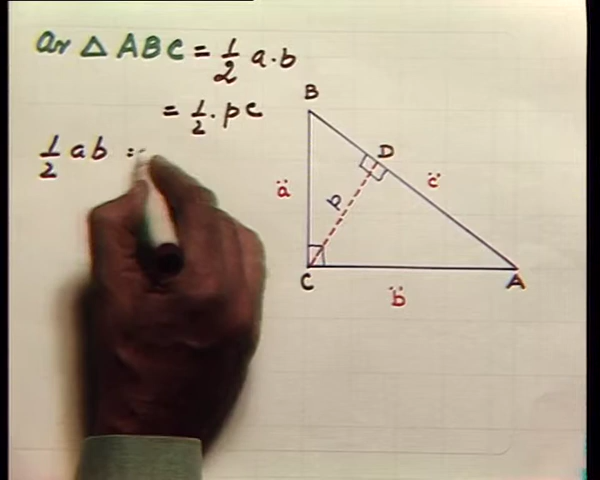 ar △ ABC = 1/2 a·b
= 1/2 · pc
1/2 ab =
B
D
"a"
p
"c"
C
A
"b"